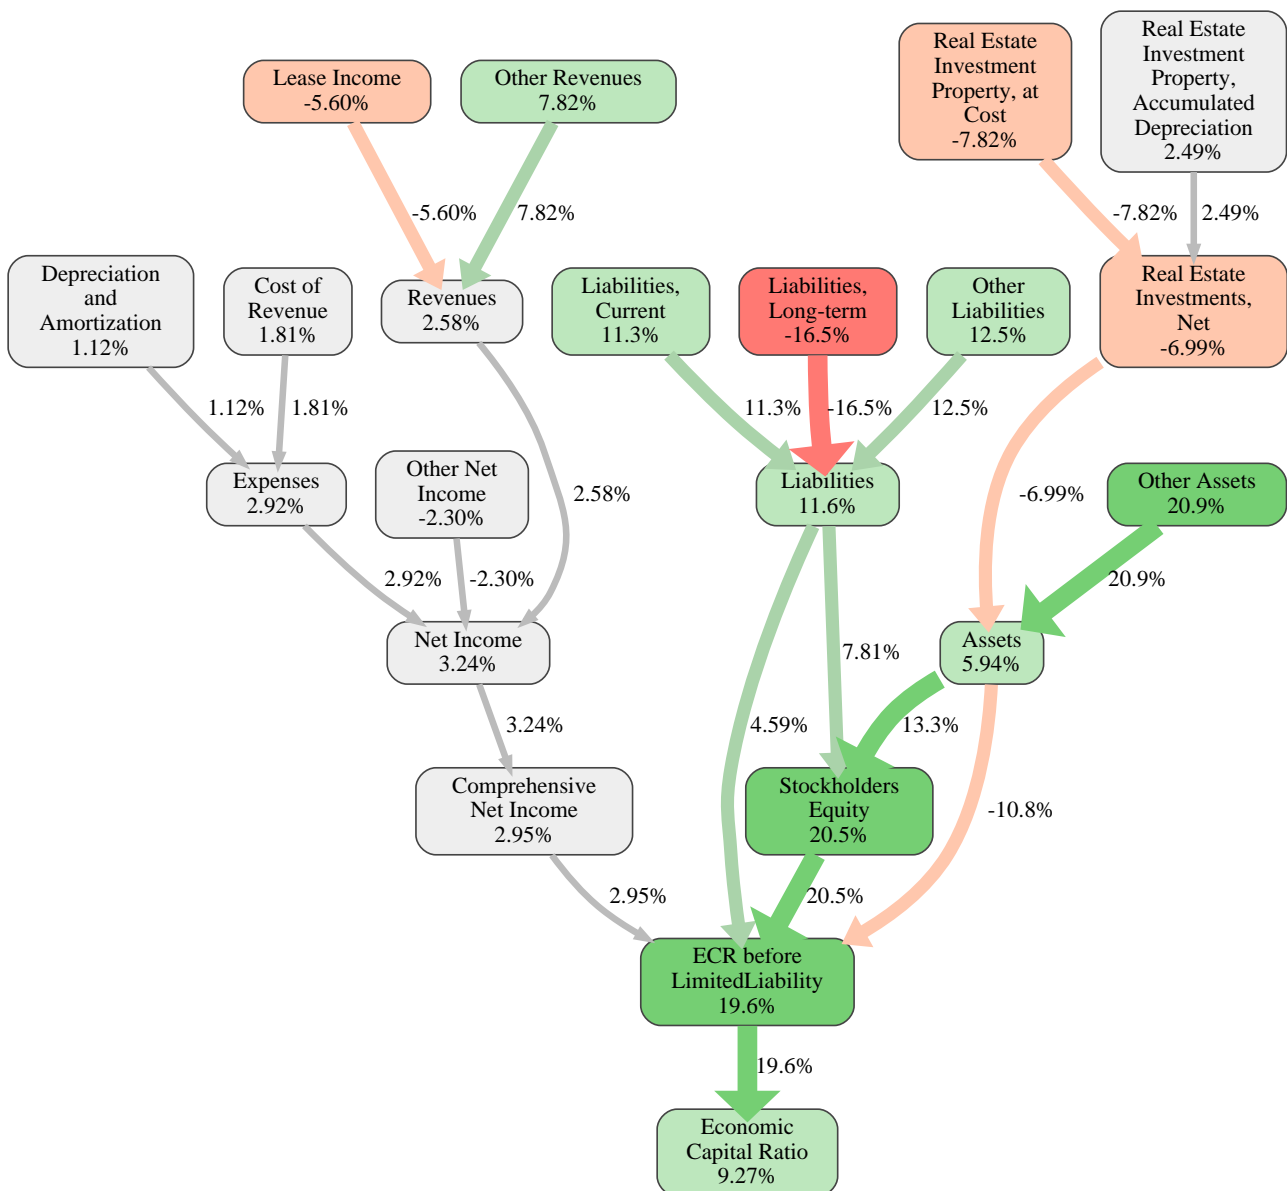 Real Estate
Investment
Property, at
Cost
-7.82%
Real Estate
Investment
Property,
Accumulated
Depreciation
2.49%
Lease Income
-5.60%
Other Revenues
7.82%
-5.60%
7.82%
-7.82%
2.49%
Depreciation
and
Amortization
1.12%
Cost of
Revenue
1.81%
Revenues
2.58%
Liabilities,
Current
11.3%
Liabilities,
Long-term
-16.5%
Other
Liabilities
12.5%
Real Estate
Investments,
Net
-6.99%
1.12%
1.81%
11.3%
-16.5%
12.5%
Expenses
2.92%
Other Net
Income
-2.30%
2.58%
Liabilities
11.6%
-6.99%
Other Assets
20.9%
2.92%
-2.30%
20.9%
Net Income
3.24%
7.81%
Assets
5.94%
3.24%
4.59%
13.3%
Comprehensive
Net Income
2.95%
Stockholders
Equity
20.5%
-10.8%
2.95%
20.5%
ECR before
LimitedLiability
19.6%
19.6%
Economic
Capital Ratio
9.27%